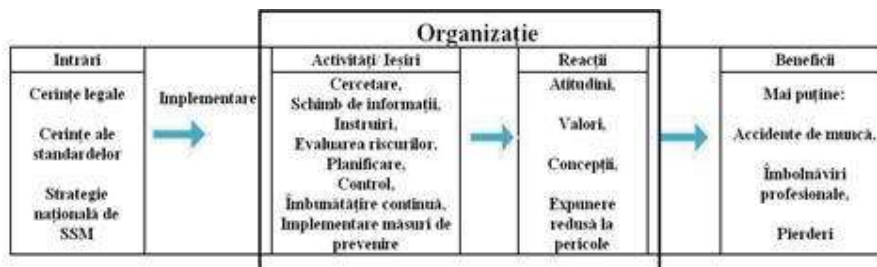 Organizație
Intrări
Cerințe legale
Cerințe ale
standardelor
Strategie
națională de
SSM
Implementare
Activități/ Ieșiri
Cercetare,
Schimb de informații,
Instruiri,
Evaluarea riscurilor,
Planificare,
Control,
Îmbunătățire continuă,
Implementare măsuri de
prevenire
Reacții
Atitudini,
Valori,
Concepții,
Expunere
redusă la
pericole
Beneficii
Mai puține:
Accidente de muncă,
Îmbolnăviri
profesionale,
Pierderi